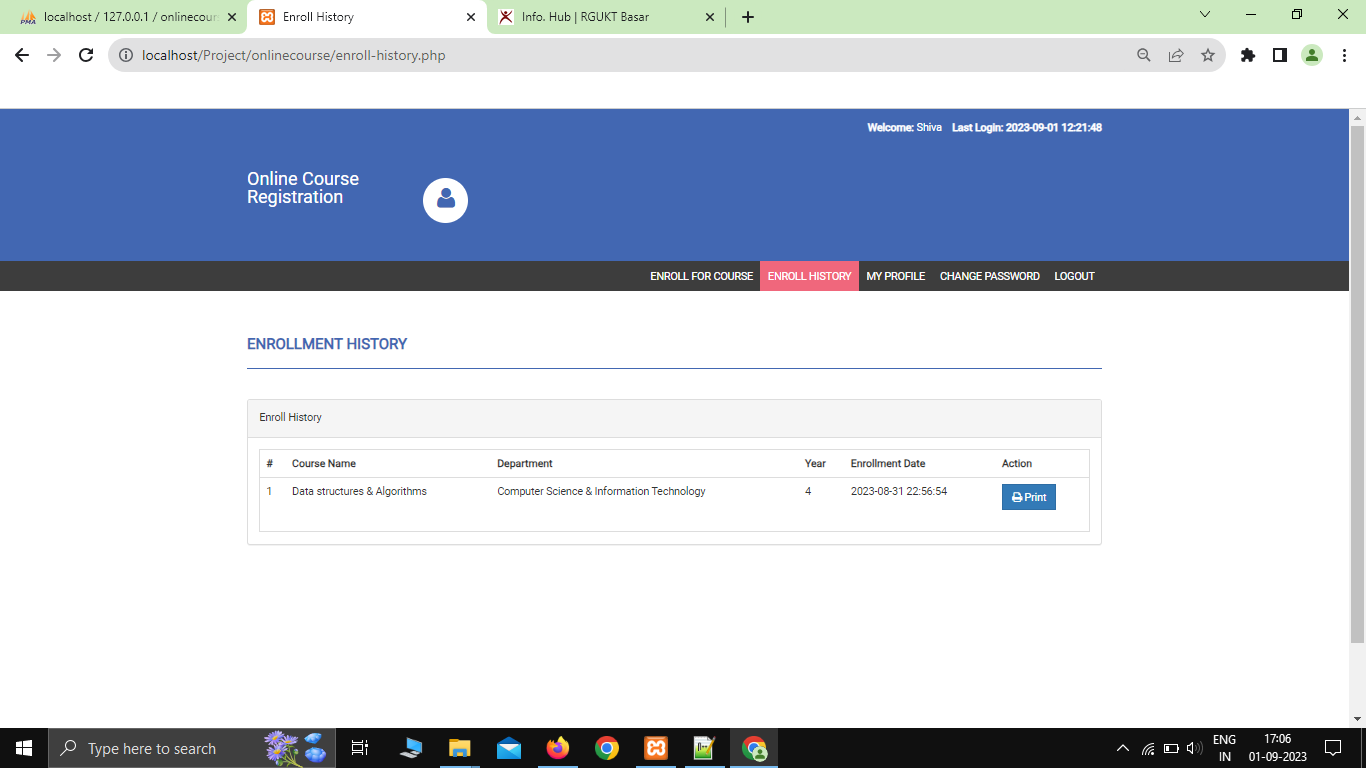 PMA localhost / 127.0.0.1 / onlinecour
Enroll History
Info. Hub | RGUKT Basar
localhost/Project/onlinecourse/enroll-history.php
Welcome: Shiva Last Login: 2023-09-01 12:21:48
Online Course
Registration
ENROLL FOR COURSE ENROLL HISTORY MY PROFILE CHANGE PASSWORD LOGOUT
ENROLLMENT HISTORY
Enroll History
# Course Name Department Year Enrollment Date Action
1 Data structures & Algorithms Computer Science & Information Technology 4 2023-08-31 22:56:54 Print
Type here to search
ENG
IN
17:06
01-09-2023